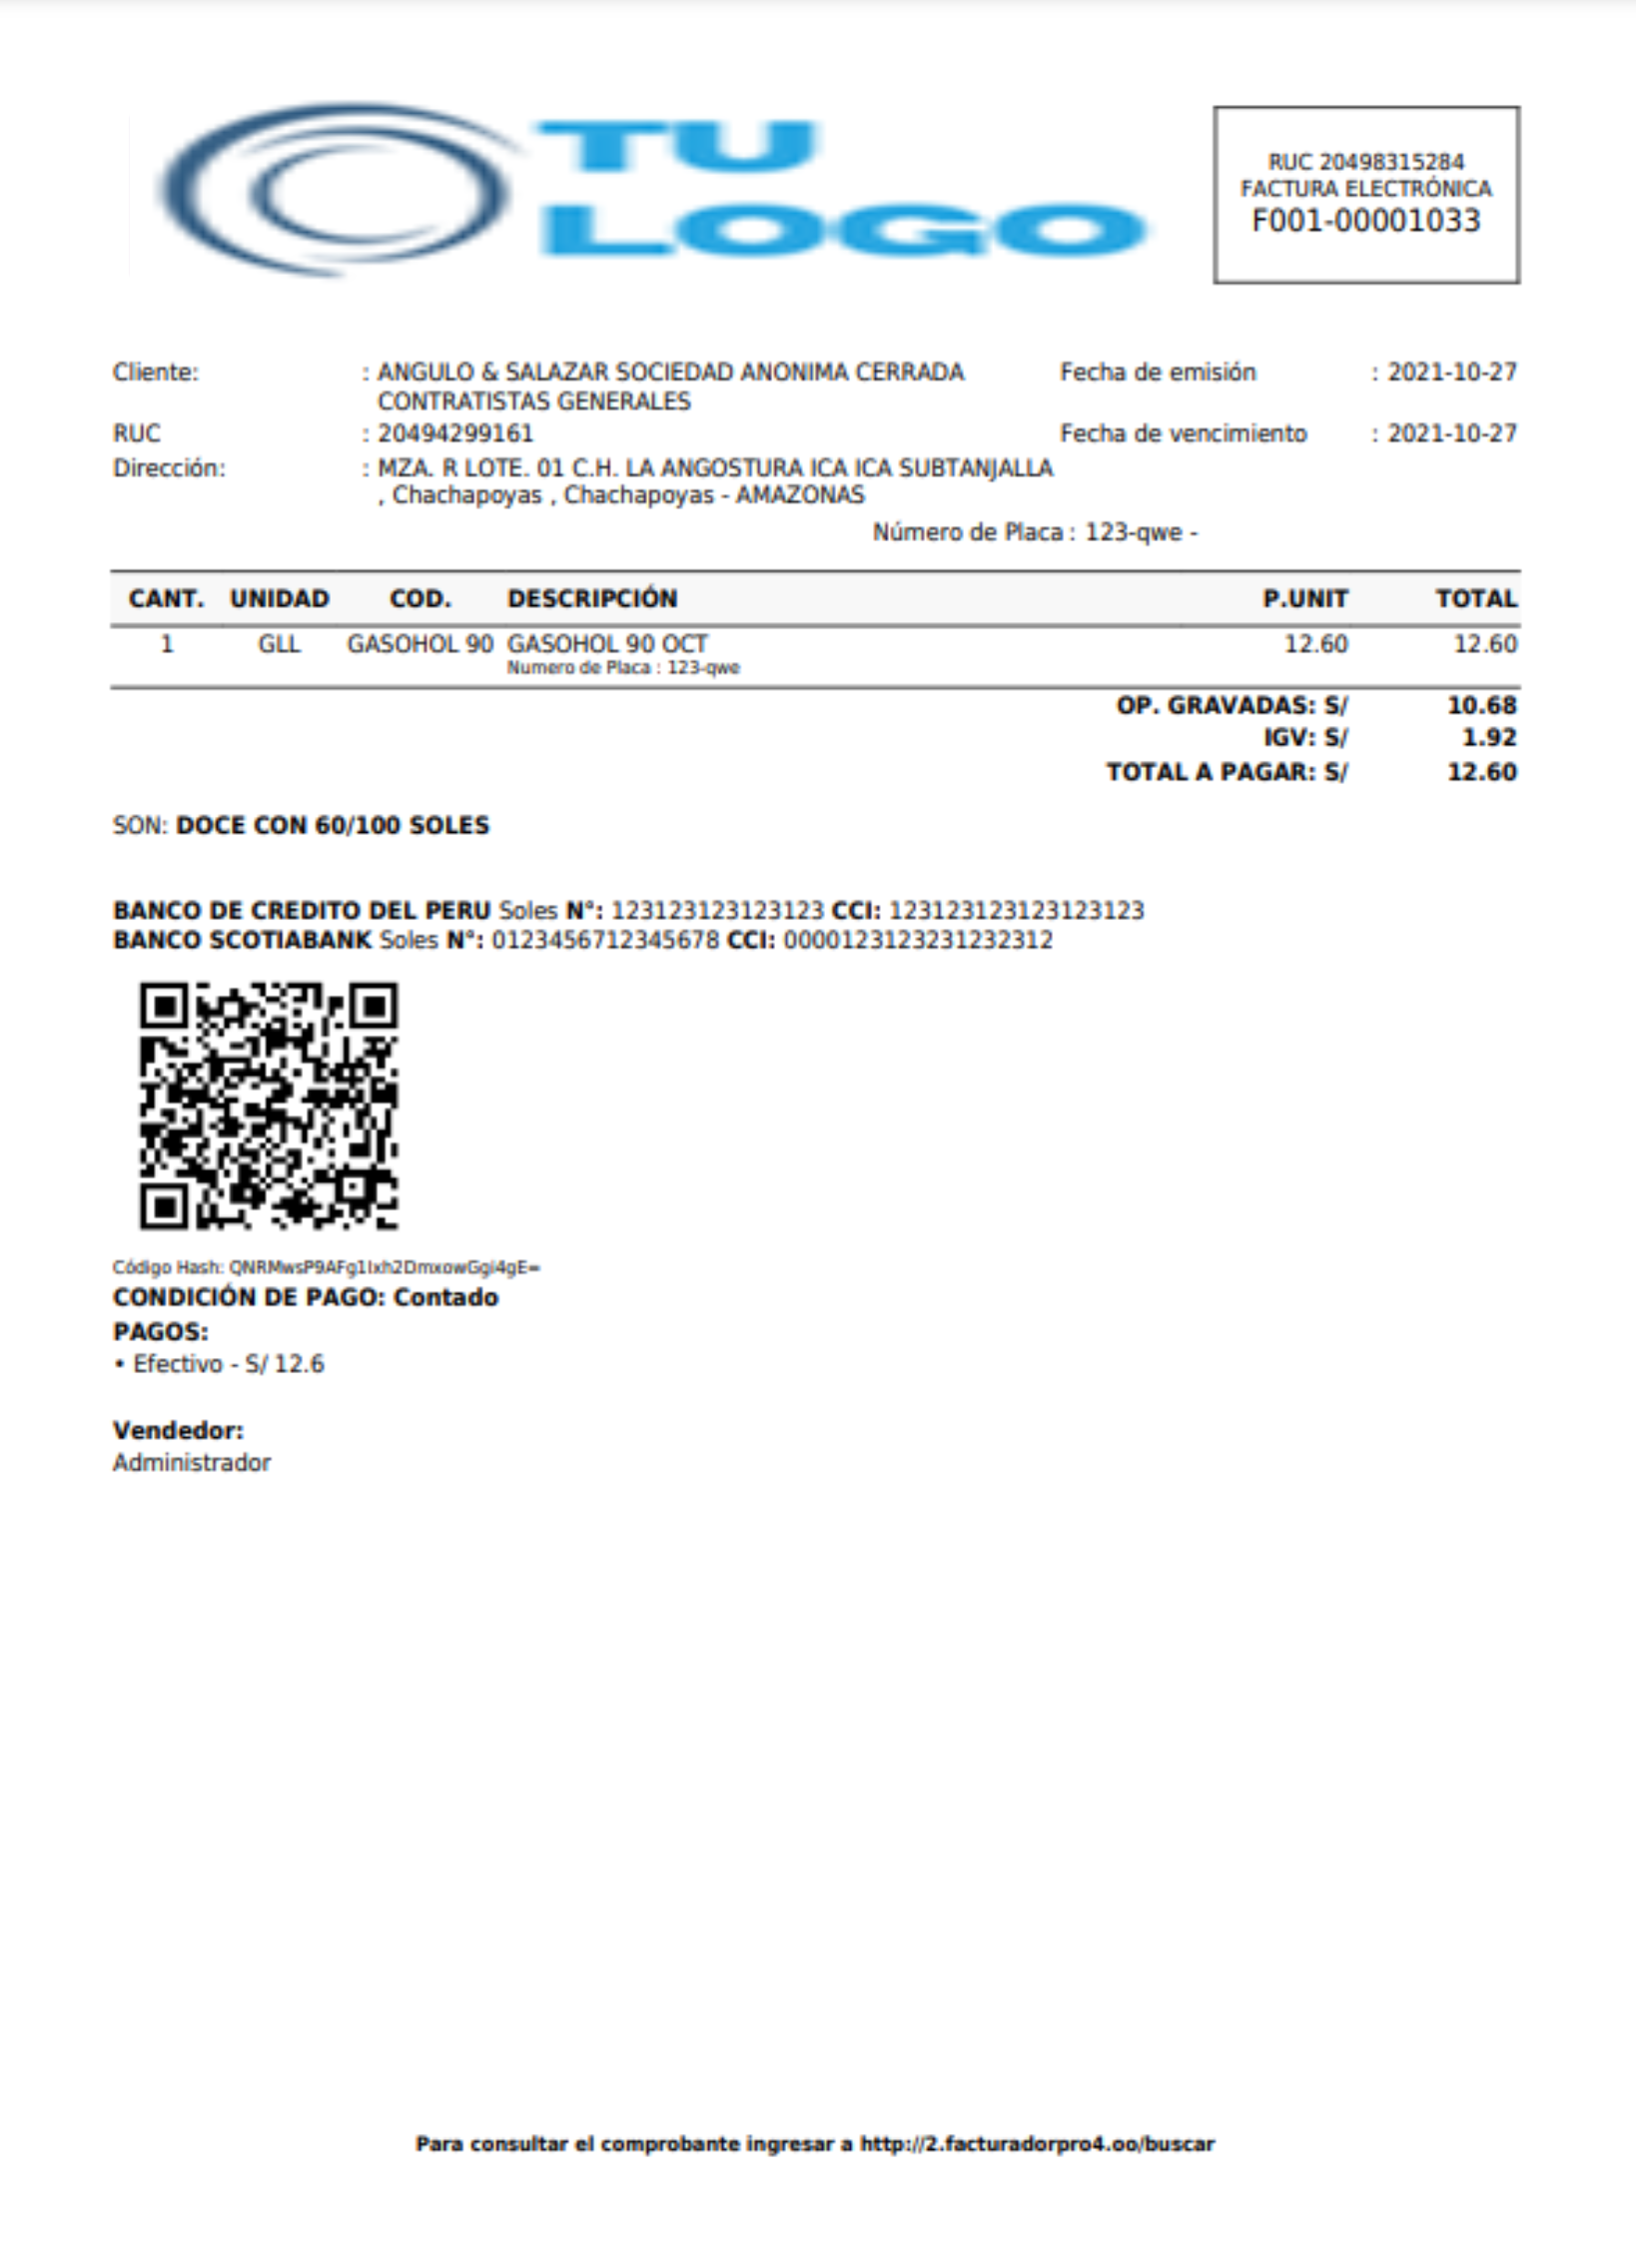 TU
LOGO
RUC 20498315284
FACTURA ELECTRÓNICA
F001-00001033
Cliente: : ANGULO & SALAZAR SOCIEDAD ANONIMA CERRADA Fecha de emisión : 2021-10-27
CONTRATISTAS GENERALES
RUC : 20494299161 Fecha de vencimiento : 2021-10-27
Dirección: : MZA. R LOTE. 01 C.H. LA ANGOSTURA ICA ICA SUBTANJALLA
, Chachapoyas , Chachapoyas - AMAZONAS
Número de Placa : 123-qwe -
CANT. UNIDAD COD. DESCRIPCIÓN P.UNIT TOTAL
1 GLL GASOHOL 90 GASOHOL 90 OCT 12.60 12.60
Numero de Placa : 123-qwe
OP. GRAVADAS: S/ 10.68
IGV: S/ 1.92
TOTAL A PAGAR: S/ 12.60
SON: DOCE CON 60/100 SOLES
BANCO DE CREDITO DEL PERU Soles N°: 123123123123123 CCI: 123123123123123123
BANCO SCOTIABANK Soles N°: 0123456712345678 CCI: 00001231232312323​12
Código Hash: QNRMwsP9AFg1lxh2DmxowGgi4gE=
CONDICIÓN DE PAGO: Contado
PAGOS:
• Efectivo - S/ 12.6
Vendedor:
Administrador
Para consultar el comprobante ingresar a http://2.facturadorpro4.oo/buscar